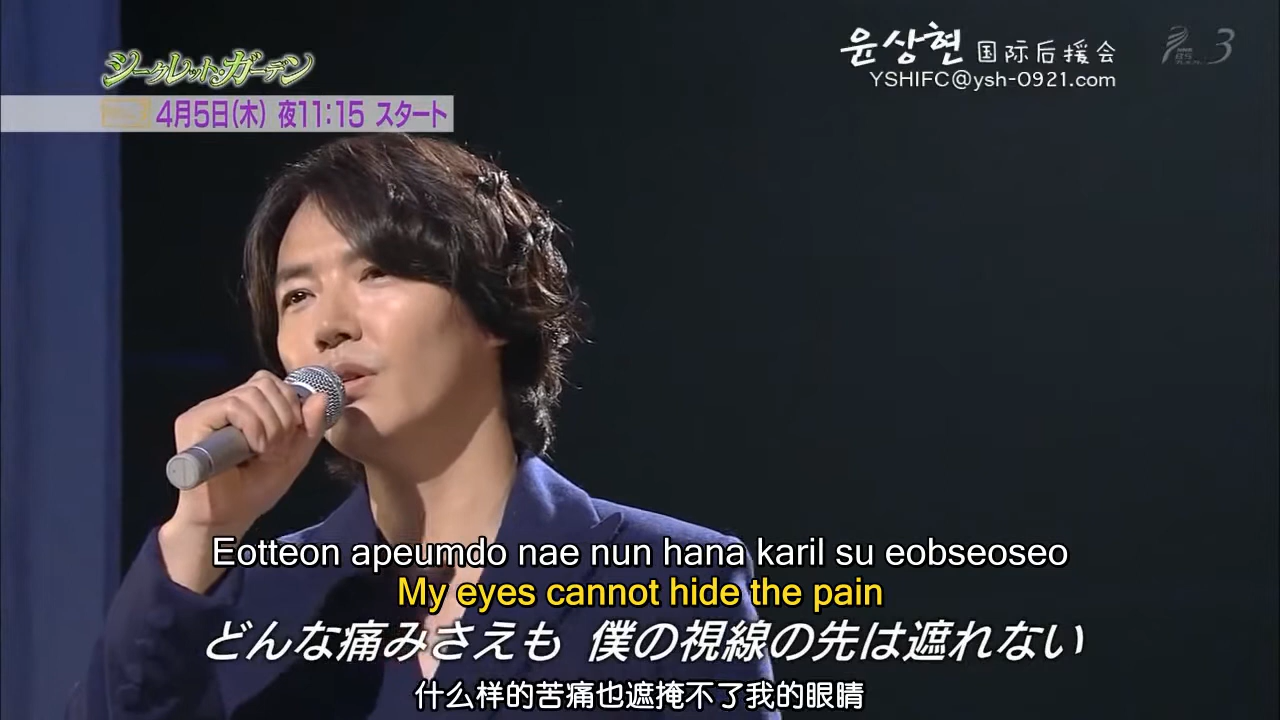 シークレット・ガーデン
4月5日(木) 夜11:15 スタート
윤상현 国际后援会
YSHIFC@ysh-0921.com
3
Eotteon apeumdo nae nun hana karil su eobseoseo
My eyes cannot hide the pain
どんな痛みさえも 僕の視線の先は遮れない
什么样的苦痛也遮掩不了我的眼睛